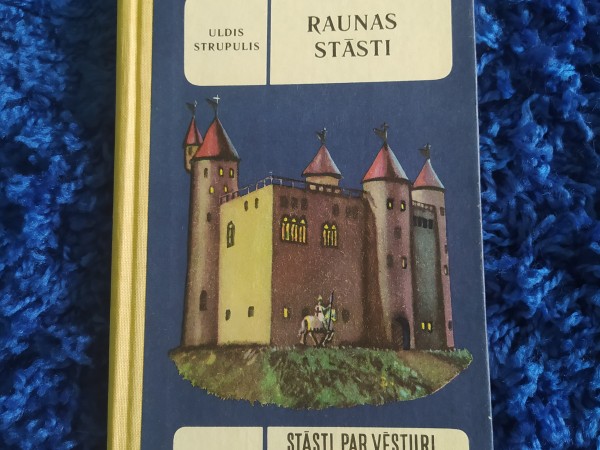 ULDIS
STRUPULIS
RAUNAS
STĀSTI
STĀSTI PAR VĒSTURI